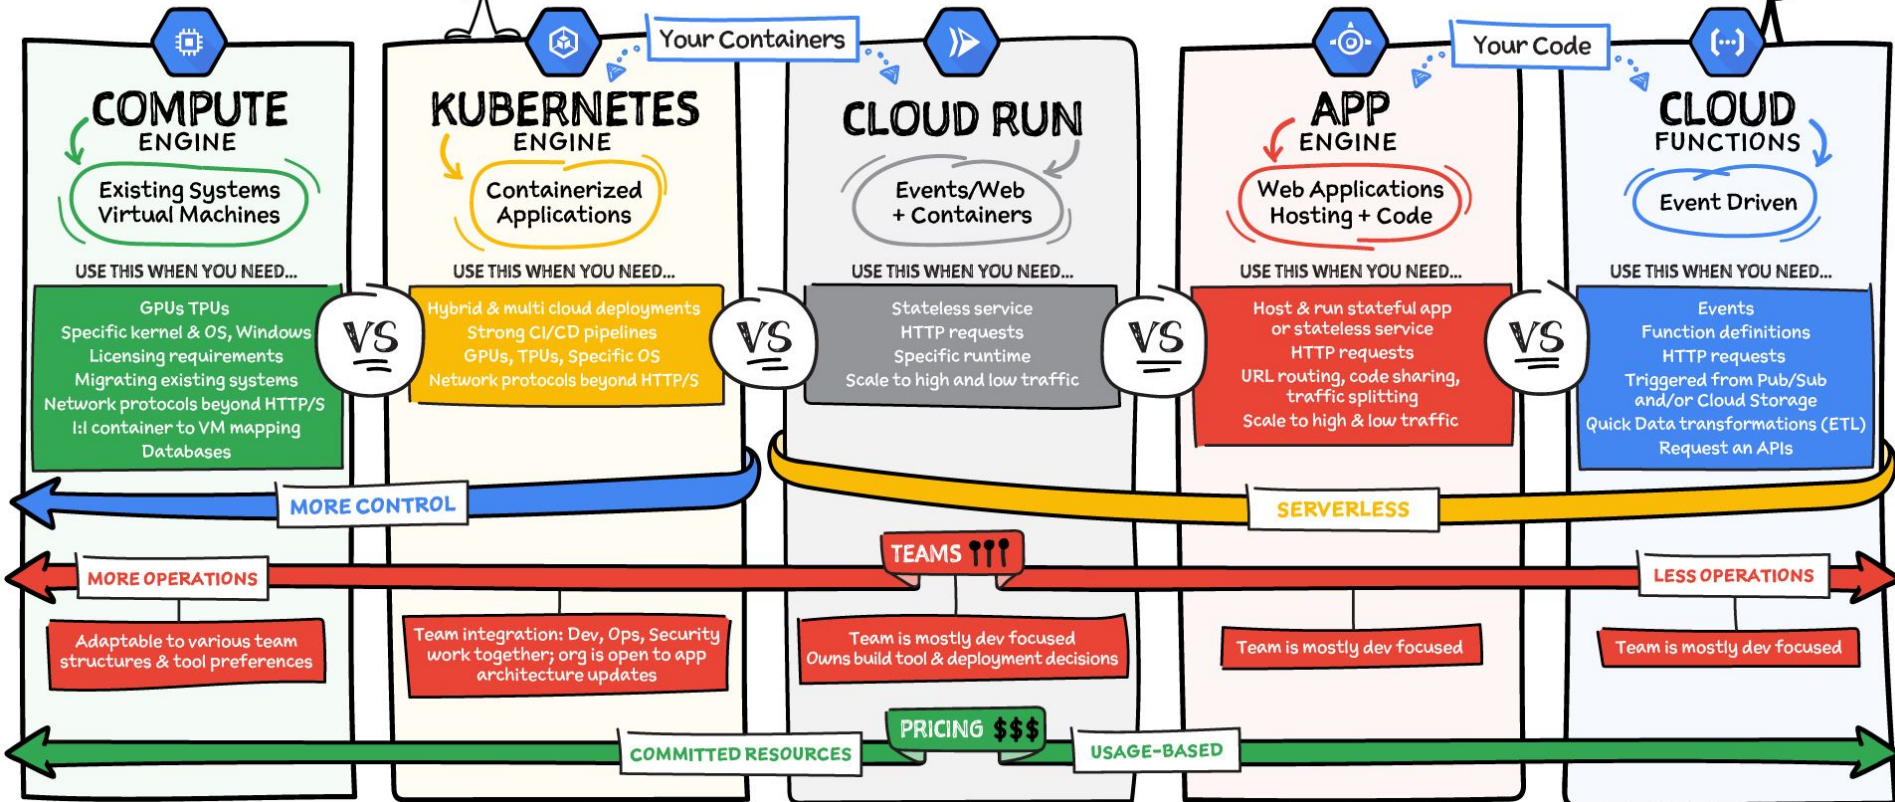 Your Containers
Your Code
COMPUTE
ENGINE
Existing Systems
Virtual Machines
USE THIS WHEN YOU NEED...
GPUs TPUs
Specific kernel & OS, Windows
Licensing requirements
Migrating existing systems
Network protocols beyond HTTP/S
1:1 container to VM mapping
Databases
VS
KUBERNETES
ENGINE
Containerized
Applications
USE THIS WHEN YOU NEED...
Hybrid & multi cloud deployments
Strong CI/CD pipelines
GPUs, TPUs, Specific OS
Network protocols beyond HTTP/S
VS
CLOUD RUN
Events/Web
+ Containers
USE THIS WHEN YOU NEED...
Stateless service
HTTP requests
Specific runtime
Scale to high and low traffic
VS
APP
ENGINE
Web Applications
Hosting + Code
USE THIS WHEN YOU NEED...
Host & run stateful app
or stateless service
HTTP requests
URL routing, code sharing,
traffic splitting
Scale to high & low traffic
VS
CLOUD
FUNCTIONS
Event Driven
USE THIS WHEN YOU NEED...
Events
Function definitions
HTTP requests
Triggered from Pub/Sub
and/or Cloud Storage
Quick Data transformations (ETL)
Request an APIs
MORE CONTROL
SERVERLESS
TEAMS
MORE OPERATIONS
LESS OPERATIONS
Adaptable to various team
structures & tool preferences
Team integration: Dev, Ops, Security
work together; org is open to app
architecture updates
Team is mostly dev focused
Owns build tool & deployment decisions
Team is mostly dev focused
Team is mostly dev focused
PRICING $$$
COMMITTED RESOURCES
USAGE-BASED